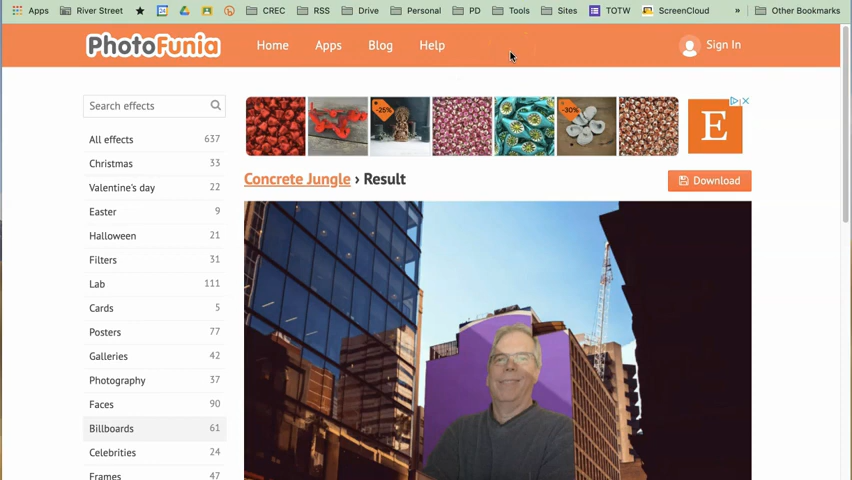 Apps River Street CREC RSS Drive Personal PD Tools Sites TOTW ScreenCloud » Other Bookmarks
PhotoFunia Home Apps Blog Help Sign In
Search effects
-25% -30% E
All effects 637
Christmas 33
Concrete Jungle › Result Download
Valentine's day 22
Easter 9
Halloween 21
Filters 31
Lab 111
Cards 5
Posters 77
Galleries 42
Photography 37
Faces 90
Billboards 61
Celebrities 24
Frames 47